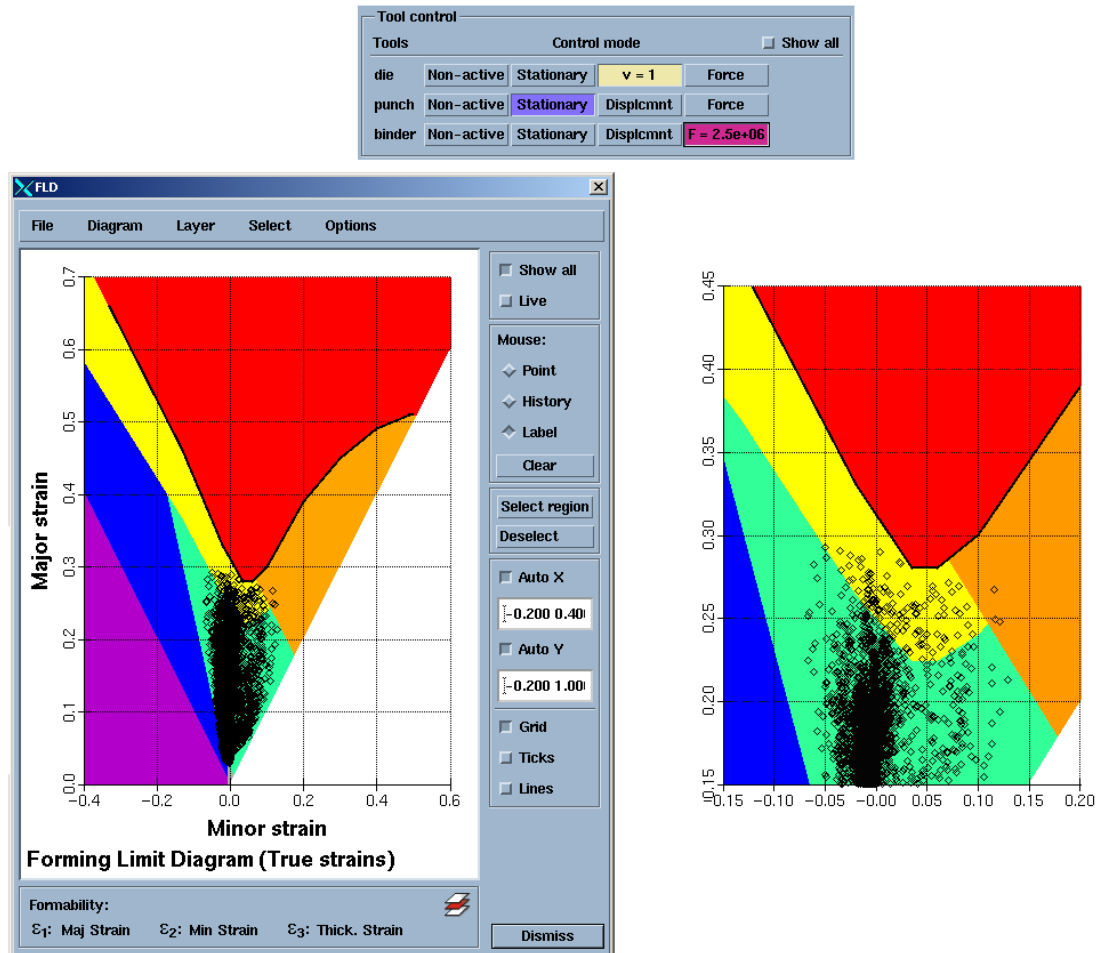 Tool control
Tools Control mode Show all
die Non-active Stationary v = 1 Force
punch Non-active Stationary Displcmnt Force
binder Non-active Stationary Displcmnt F = 2.5e+06
FLD
File Diagram Layer Select Options
Show all
Live
Mouse:
Point
History
Label
Clear
Select region
Deselect
Auto X
-0.200 0.40
Auto Y
-0.200 1.00
Grid
Ticks
Lines
0.7
0.6
0.5
0.4
0.3
0.2
0.1
0.0
Major strain
-0.4 -0.2 0.0 0.2 0.4 0.6
Minor strain
Forming Limit Diagram (True strains)
Formability:
ε1: Maj Strain ε2: Min Strain ε3: Thick. Strain
Dismiss
0.45
0.40
0.35
0.30
0.25
0.20
0.15
-0.15 -0.10 -0.05 -0.00 0.05 0.10 0.15 0.20